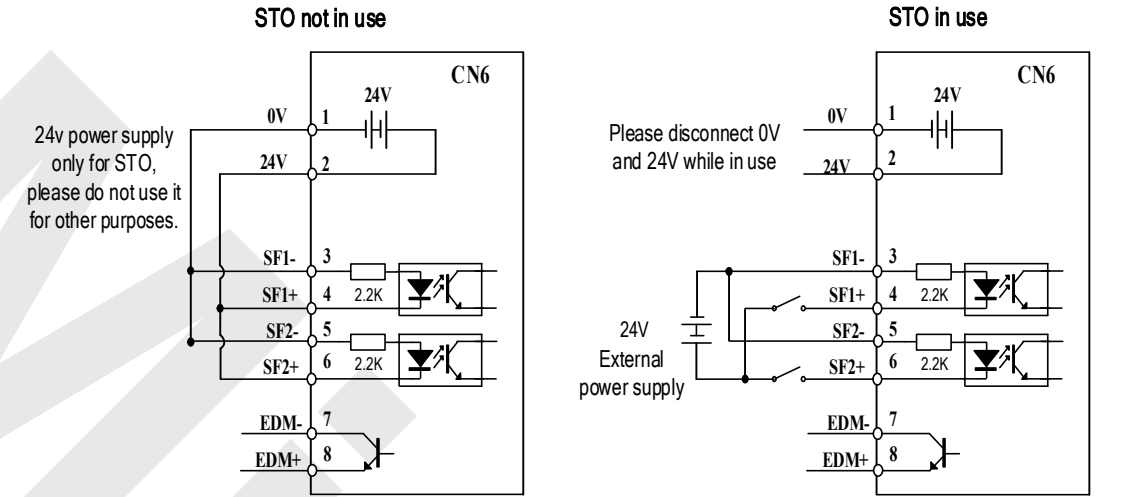 STO not in use
CN6
24V
0V
1
24v power supply
only for STO,
please do not use it
for other purposes.
24V
2
SF1-
3
SF1+
4
2.2K
SF2-
5
SF2+
6
2.2K
EDM-
7
EDM+
8
STO in use
CN6
24V
0V
1
Please disconnect 0V
and 24V while in use
24V
2
SF1-
3
SF1+
4
2.2K
SF2-
5
24V
External
power supply
SF2+
6
2.2K
EDM-
7
EDM+
8